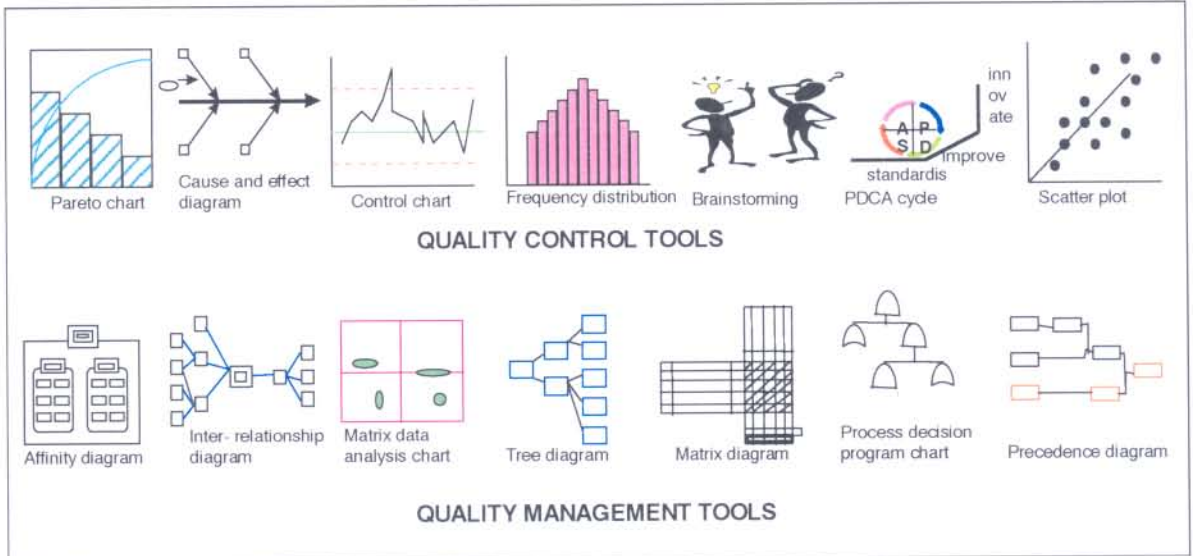 inn
ov
ate
A P
S D
Improve
standardis
Pareto chart
Cause and effect
diagram
Control chart
Frequency distribution
Brainstorming
PDCA cycle
Scatter plot
QUALITY CONTROL TOOLS
Affinity diagram
Inter- relationship
diagram
Matrix data
analysis chart
Tree diagram
Matrix diagram
Process decision
program chart
Precedence diagram
QUALITY MANAGEMENT TOOLS